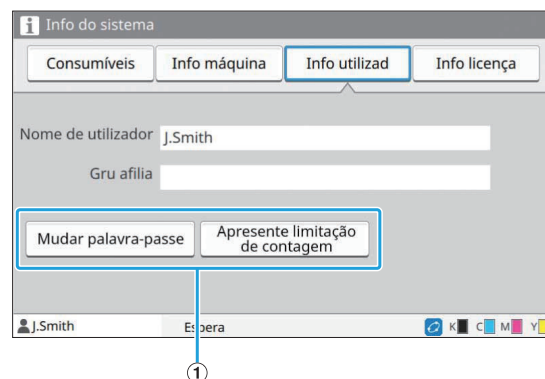 Info do sistema
Consumíveis Info máquina Info utilizad Info licença
Nome de utilizador J.Smith
Gru afilia
Mudar palavra-passe Apresente limitação
de contagem
J.Smith Espera K C M Y
1